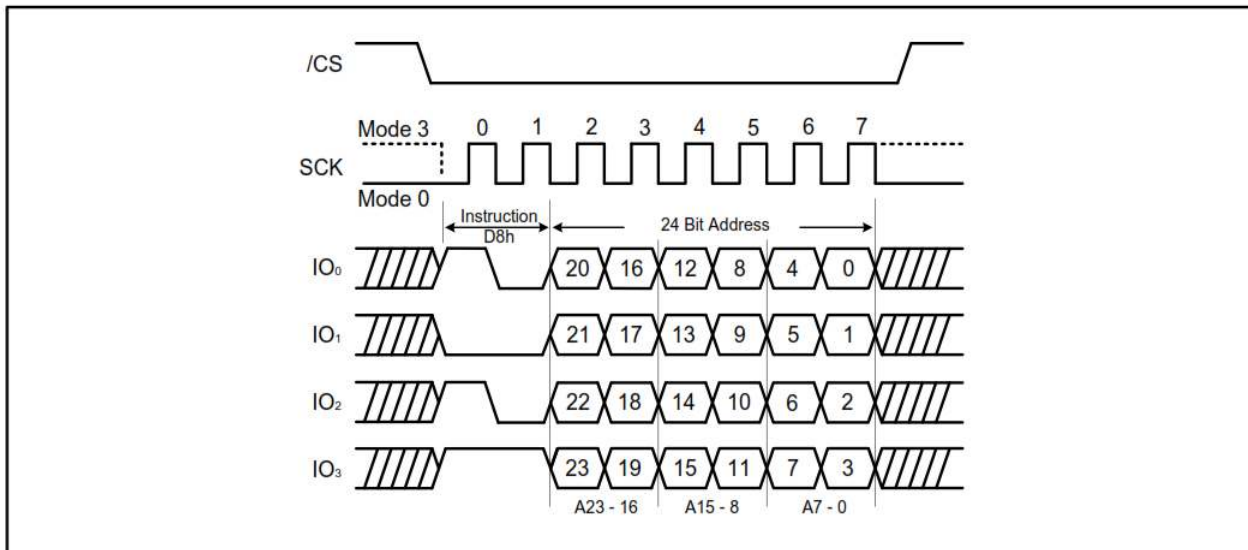 /CS
Mode 3 0 1 2 3 4 5 6 7
SCK
Mode 0
Instruction 24 Bit Address
D8h
IO₀ 20 16 12 8 4 0
IO₁ 21 17 13 9 5 1
IO₂ 22 18 14 10 6 2
IO₃ 23 19 15 11 7 3
A23 - 16 A15 - 8 A7 - 0